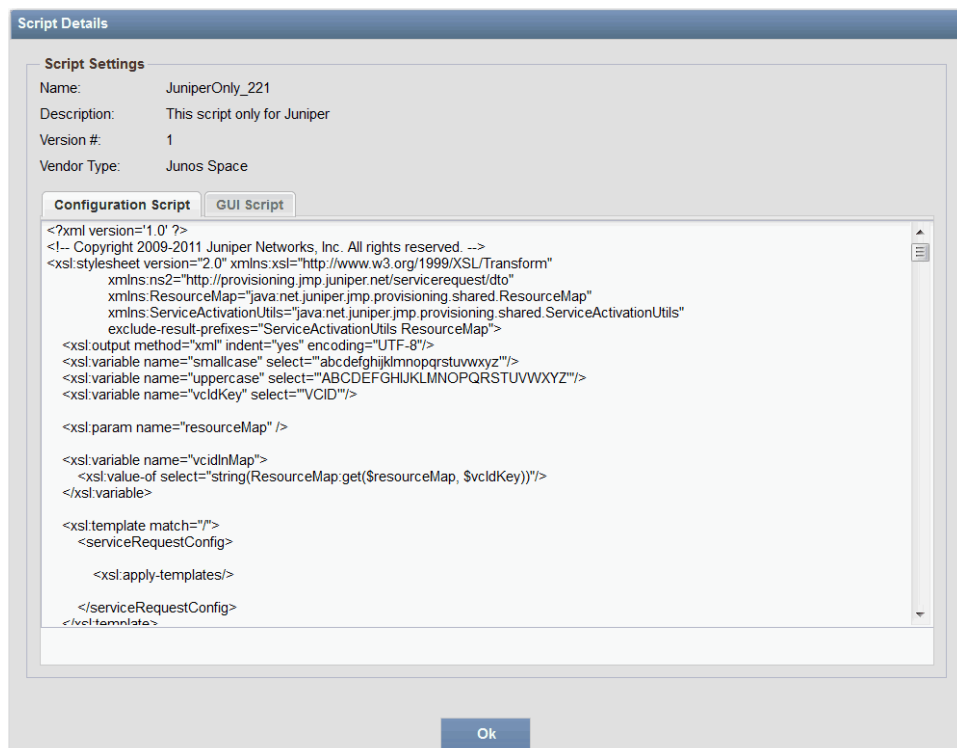 Script Details
Script Settings
Name: JuniperOnly_221
Description: This script only for Juniper
Version #: 1
Vendor Type: Junos Space
Configuration Script GUI Script
<?xml version='1.0' ?>
<!-- Copyright 2009-2011 Juniper Networks, Inc. All rights reserved. -->
<xsl:stylesheet version="2.0" xmlns:xsl="http://www.w3.org/1999/XSL/Transform"
xmlns:ns2="http://provisioning.jmp.juniper.net/servicerequest/dto"
xmlns:ResourceMap="java:net.juniper.jmp.provisioning.shared.ResourceMap"
xmlns:ServiceActivationUtils="java:net.juniper.jmp.provisioning.shared.ServiceActivationUtils"
exclude-result-prefixes="ServiceActivationUtils ResourceMap">
<xsl:output method="xml" indent="yes" encoding="UTF-8"/>
<xsl:variable name="smallcase" select="'abcdefghijklmnopqrstuvwxyz'"/>
<xsl:variable name="uppercase" select="'ABCDEFGHIJKLMNOPQRSTUVWXYZ'"/>
<xsl:variable name="vcIdKey" select="'VCID'"/>
<xsl:param name="resourceMap" />
<xsl:variable name="vcidInMap">
<xsl:value-of select="string(ResourceMap:get($resourceMap, $vcIdKey))"/>
</xsl:variable>
<xsl:template match="/">
<serviceRequestConfig>
<xsl:apply-templates/>
</serviceRequestConfig>
</xsl:template>
Ok